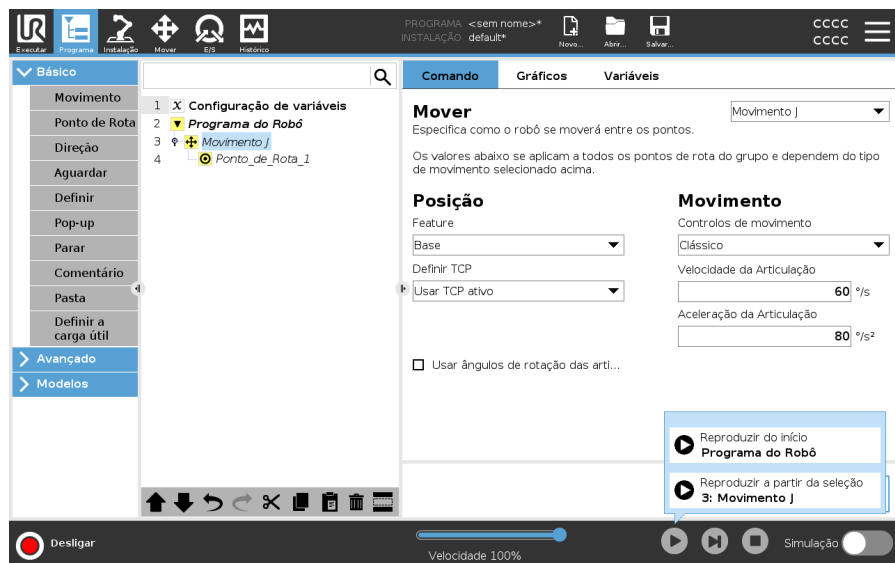 PROGRAMA <sem nome>*
INSTALAÇÃO default*
Executar Programa Instalação Mover E/S Histórico Novo... Abrir... Salvar...
CCCC
CCCC
Básico
Movimento
Ponto de Rota
Direção
Aguardar
Definir
Pop-up
Parar
Comentário
Pasta
Definir a
carga útil
Avançado
Modelos
1 X Configuração de variáveis
2 Programa do Robô
3 Movimento J
4 Ponto_de_Rota_1
Comando Gráficos Variáveis
Mover
Movimento J
Especifica como o robô se moverá entre os pontos.
Os valores abaixo se aplicam a todos os pontos de rota do grupo e dependem do tipo
de movimento selecionado acima.
Posição
Feature
Base
Definir TCP
Usar TCP ativo
Usar ângulos de rotação das arti...
Movimento
Controlos de movimento
Clássico
Velocidade da Articulação
60 °/s
Aceleração da Articulação
80 °/s²
Reproduzir do início
Programa do Robô
Reproduzir a partir da seleção
3: Movimento J
Desligar
Velocidade 100%
Simulação